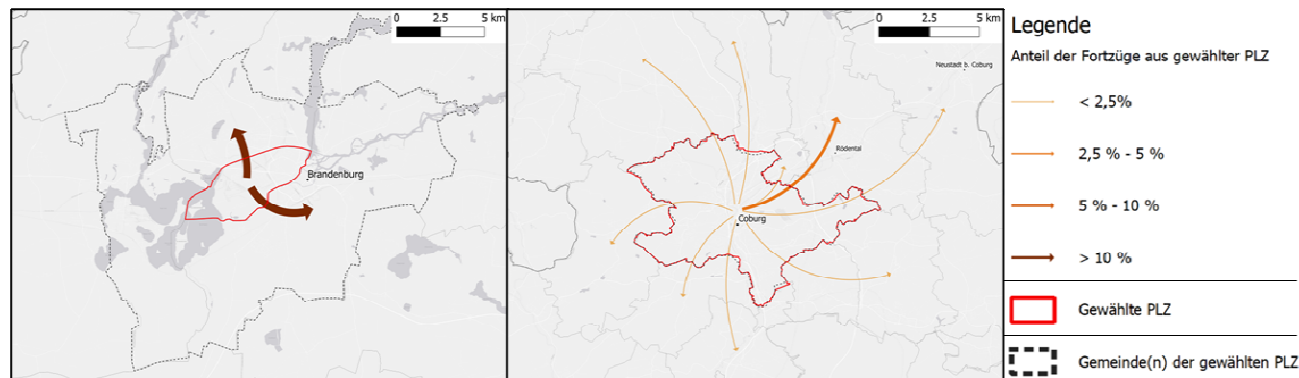 0 2.5 5 km
Brandenburg
0 2.5 5 km
Neustadt b. Coburg
Rödental
Coburg
Legende
Anteil der Fortzüge aus gewählter PLZ
< 2,5%
2,5 % - 5 %
5 % - 10 %
> 10 %
Gewählte PLZ
Gemeinde(n) der gewählten PLZ